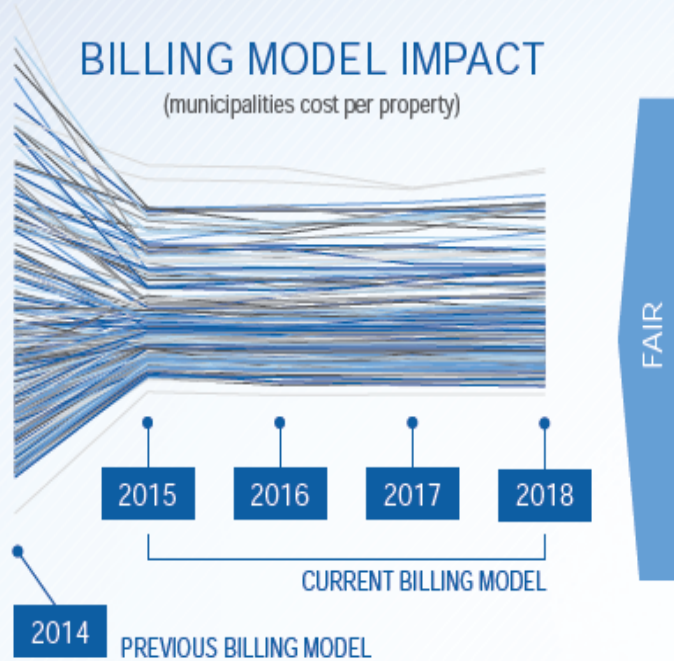 BILLING MODEL IMPACT
(municipalities cost per property)
FAIR
2015
2016
2017
2018
CURRENT BILLING MODEL
2014
PREVIOUS BILLING MODEL